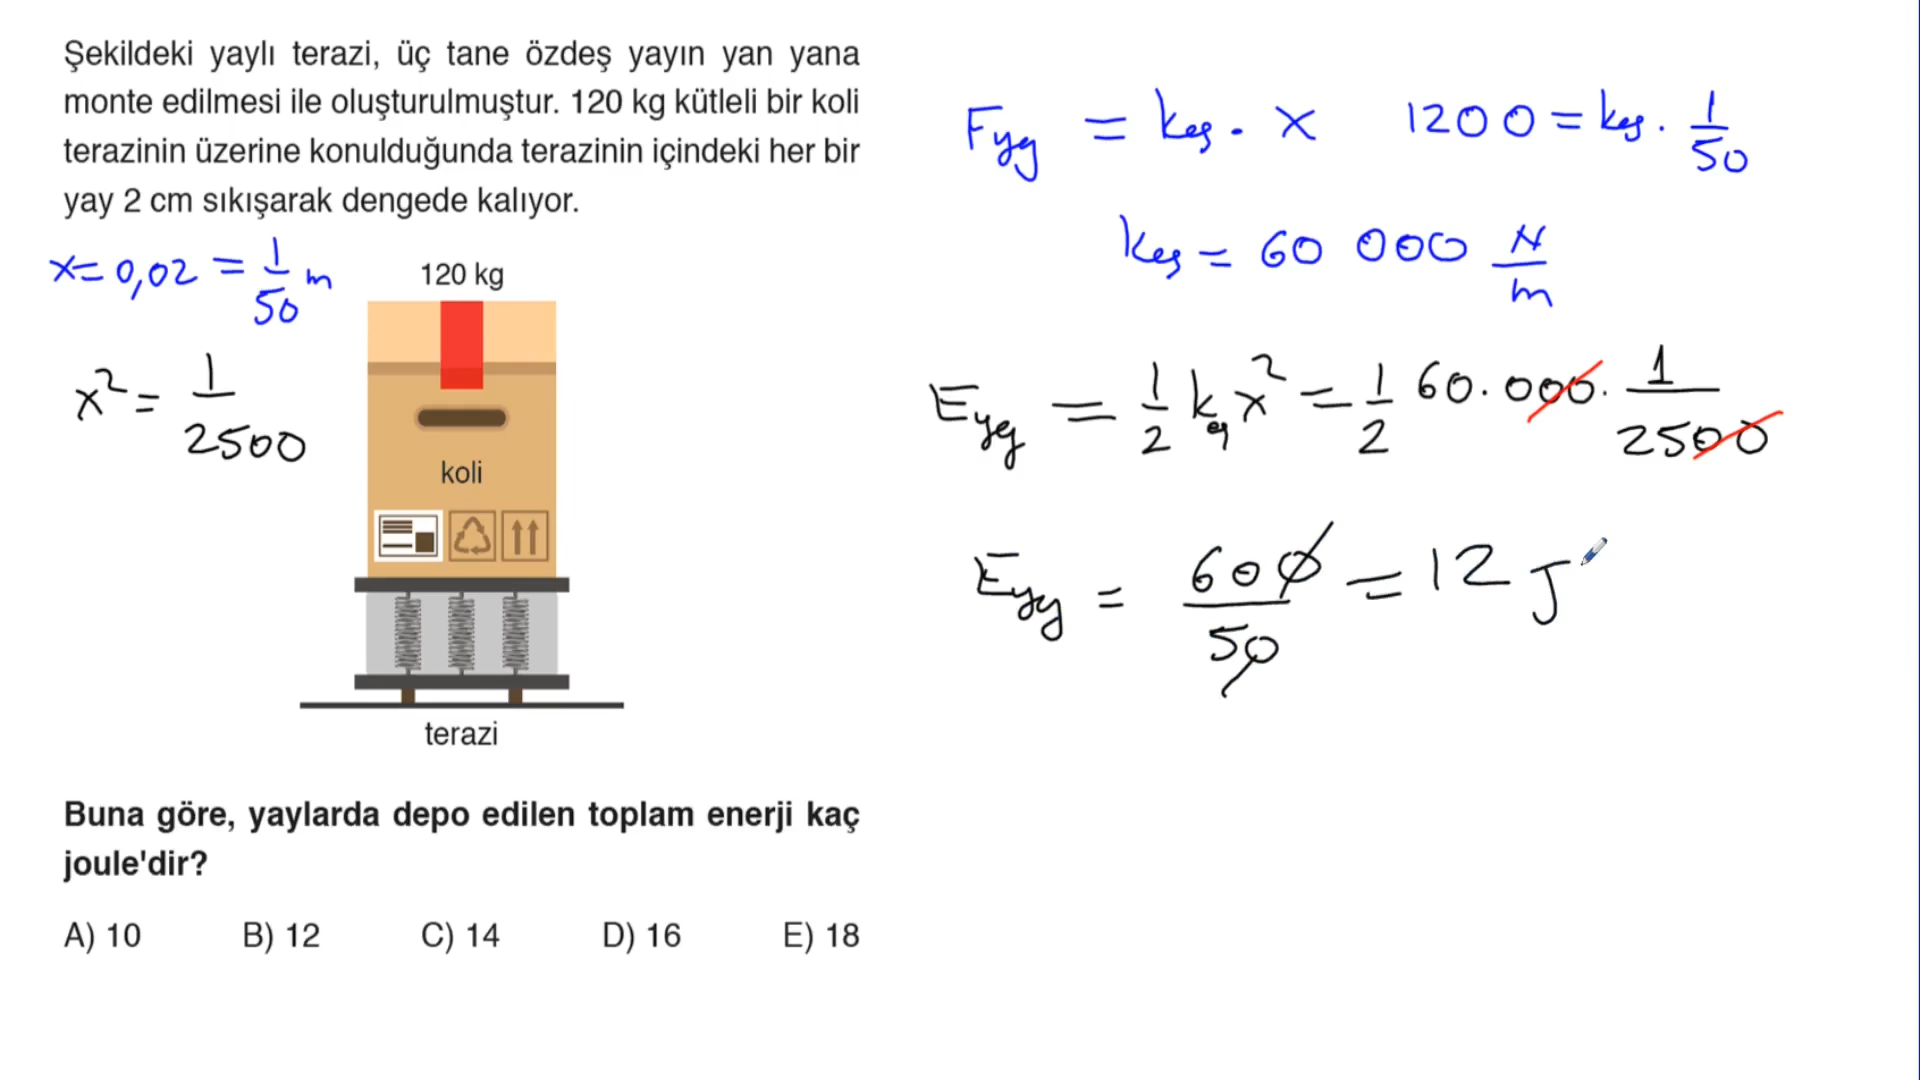 Şekildeki yaylı terazi, üç tane özdeş yayın yan yana
monte edilmesi ile oluşturulmuştur. 120 kg kütleli bir koli
terazinin üzerine konulduğunda terazinin içindeki her bir
yay 2 cm sıkışarak dengede kalıyor.
x = 0,02 = 1/50 m
x² = 1/2500
120 kg
koli
terazi
Buna göre, yaylarda depo edilen toplam enerji kaç
joule'dir?
A) 10 B) 12 C) 14 D) 16 E) 18
Fyg = keş . x 1200 = keş . 1/50
keş = 60 000 N/m
Eyg = 1/2 keş x² = 1/2 60.000 . 1/2500
Eyg = 600/50 = 12 J